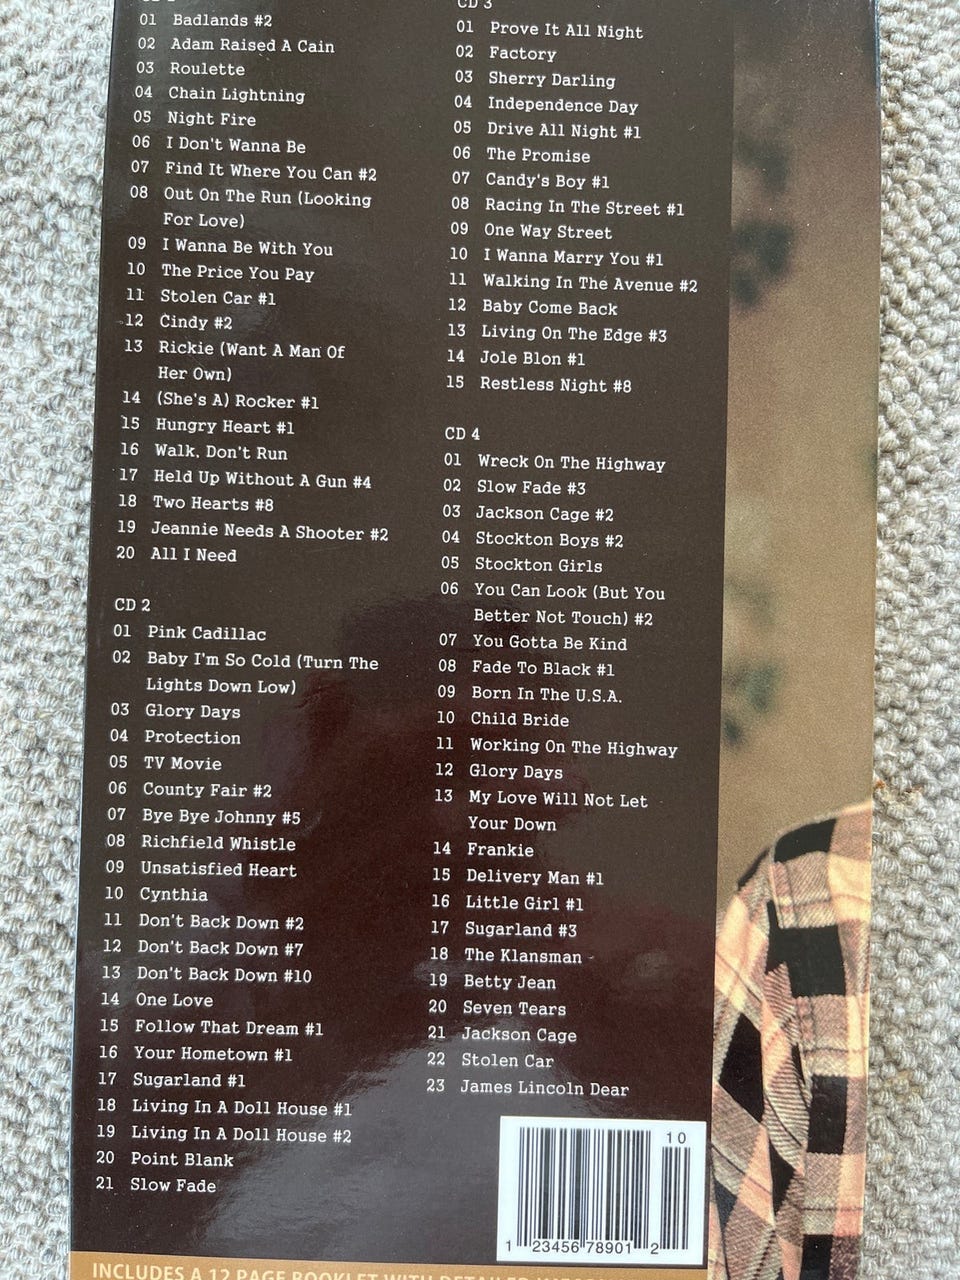 01 Badlands #2
02 Adam Raised A Cain
03 Roulette
04 Chain Lightning
05 Night Fire
06 I Don't Wanna Be
07 Find It Where You Can #2
08 Out On The Run (Looking
For Love)
09 I Wanna Be With You
10 The Price You Pay
11 Stolen Car #1
12 Cindy #2
13 Rickie (Want A Man Of
Her Own)
14 (She's A) Rocker #1
15 Hungry Heart #1
16 Walk, Don't Run
17 Held Up Without A Gun #4
18 Two Hearts #8
19 Jeannie Needs A Shooter #2
20 All I Need
CD 2
01 Pink Cadillac
02 Baby I'm So Cold (Turn The
Lights Down Low)
03 Glory Days
04 Protection
05 TV Movie
06 County Fair #2
07 Bye Bye Johnny #5
08 Richfield Whistle
09 Unsatisfied Heart
10 Cynthia
11 Don't Back Down #2
12 Don't Back Down #7
13 Don't Back Down #10
14 One Love
15 Follow That Dream #1
16 Your Hometown #1
17 Sugarland #1
18 Living In A Doll House #1
19 Living In A Doll House #2
20 Point Blank
21 Slow Fade
CD 3
01 Prove It All Night
02 Factory
03 Sherry Darling
04 Independence Day
05 Drive All Night #1
06 The Promise
07 Candy's Boy #1
08 Racing In The Street #1
09 One Way Street
10 I Wanna Marry You #1
11 Walking In The Avenue #2
12 Baby Come Back
13 Living On The Edge #3
14 Jole Blon #1
15 Restless Night #8
CD 4
01 Wreck On The Highway
02 Slow Fade #3
03 Jackson Cage #2
04 Stockton Boys #2
05 Stockton Girls
06 You Can Look (But You
Better Not Touch) #2
07 You Gotta Be Kind
08 Fade To Black #1
09 Born In The U.S.A.
10 Child Bride
11 Working On The Highway
12 Glory Days
13 My Love Will Not Let
Your Down
14 Frankie
15 Delivery Man #1
16 Little Girl #1
17 Sugarland #3
18 The Klansman
19 Betty Jean
20 Seven Tears
21 Jackson Cage
22 Stolen Car
23 James Lincoln Dear
10
1 23456 78901 2
INCLUDES A 12 PAGE BOOKLET WITH DETAILED